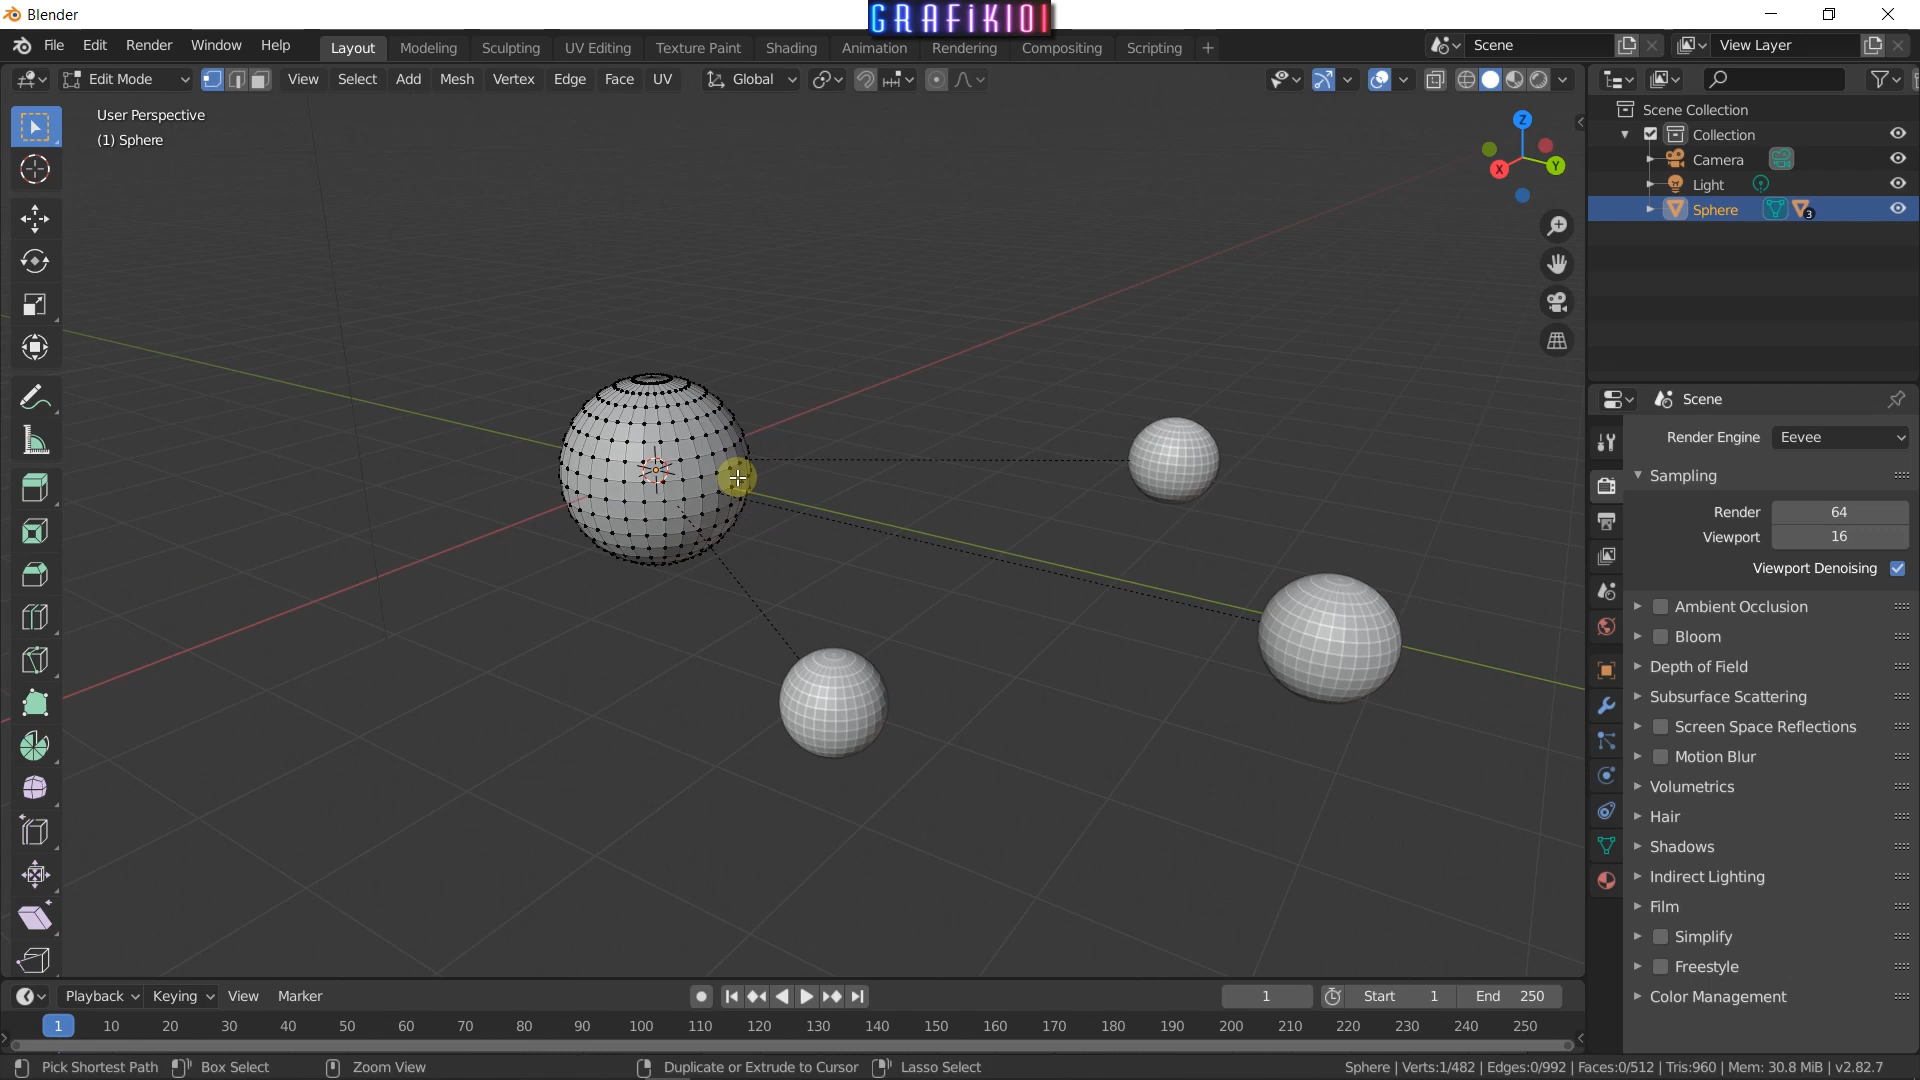 Blender
GRAFiK101
File Edit Render Window Help Layout Modeling Sculpting UV Editing Texture Paint Shading Animation Rendering Compositing Scripting + Scene View Layer
Edit Mode View Select Add Mesh Vertex Edge Face UV Global
User Perspective
(1) Sphere
Z
Y
X
Scene Collection
Collection
Camera
Light
Sphere 3
Scene
Render Engine Eevee
Sampling
Render 64
Viewport 16
Viewport Denoising
Ambient Occlusion
Bloom
Depth of Field
Subsurface Scattering
Screen Space Reflections
Motion Blur
Volumetrics
Hair
Shadows
Indirect Lighting
Film
Simplify
Freestyle
Color Management
Playback Keying View Marker 1 Start 1 End 250
1 10 20 30 40 50 60 70 80 90 100 110 120 130 140 150 160 170 180 190 200 210 220 230 240 250
Pick Shortest Path Box Select Zoom View Duplicate or Extrude to Cursor Lasso Select Sphere | Verts:1/482 | Edges:0/992 | Faces:0/512 | Tris:960 | Mem: 30.8 MiB | v2.82.7